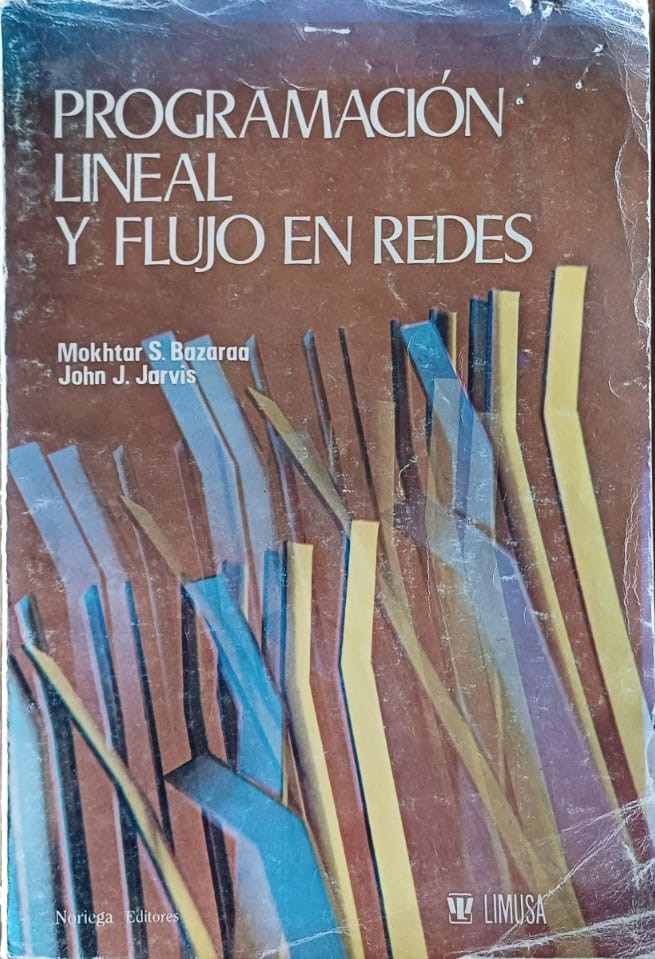 PROGRAMACIÓN
LINEAL
Y FLUJO EN REDES
Mokhtar S. Bazaraa
John J. Jarvis
Noriega Editores
LIMUSA